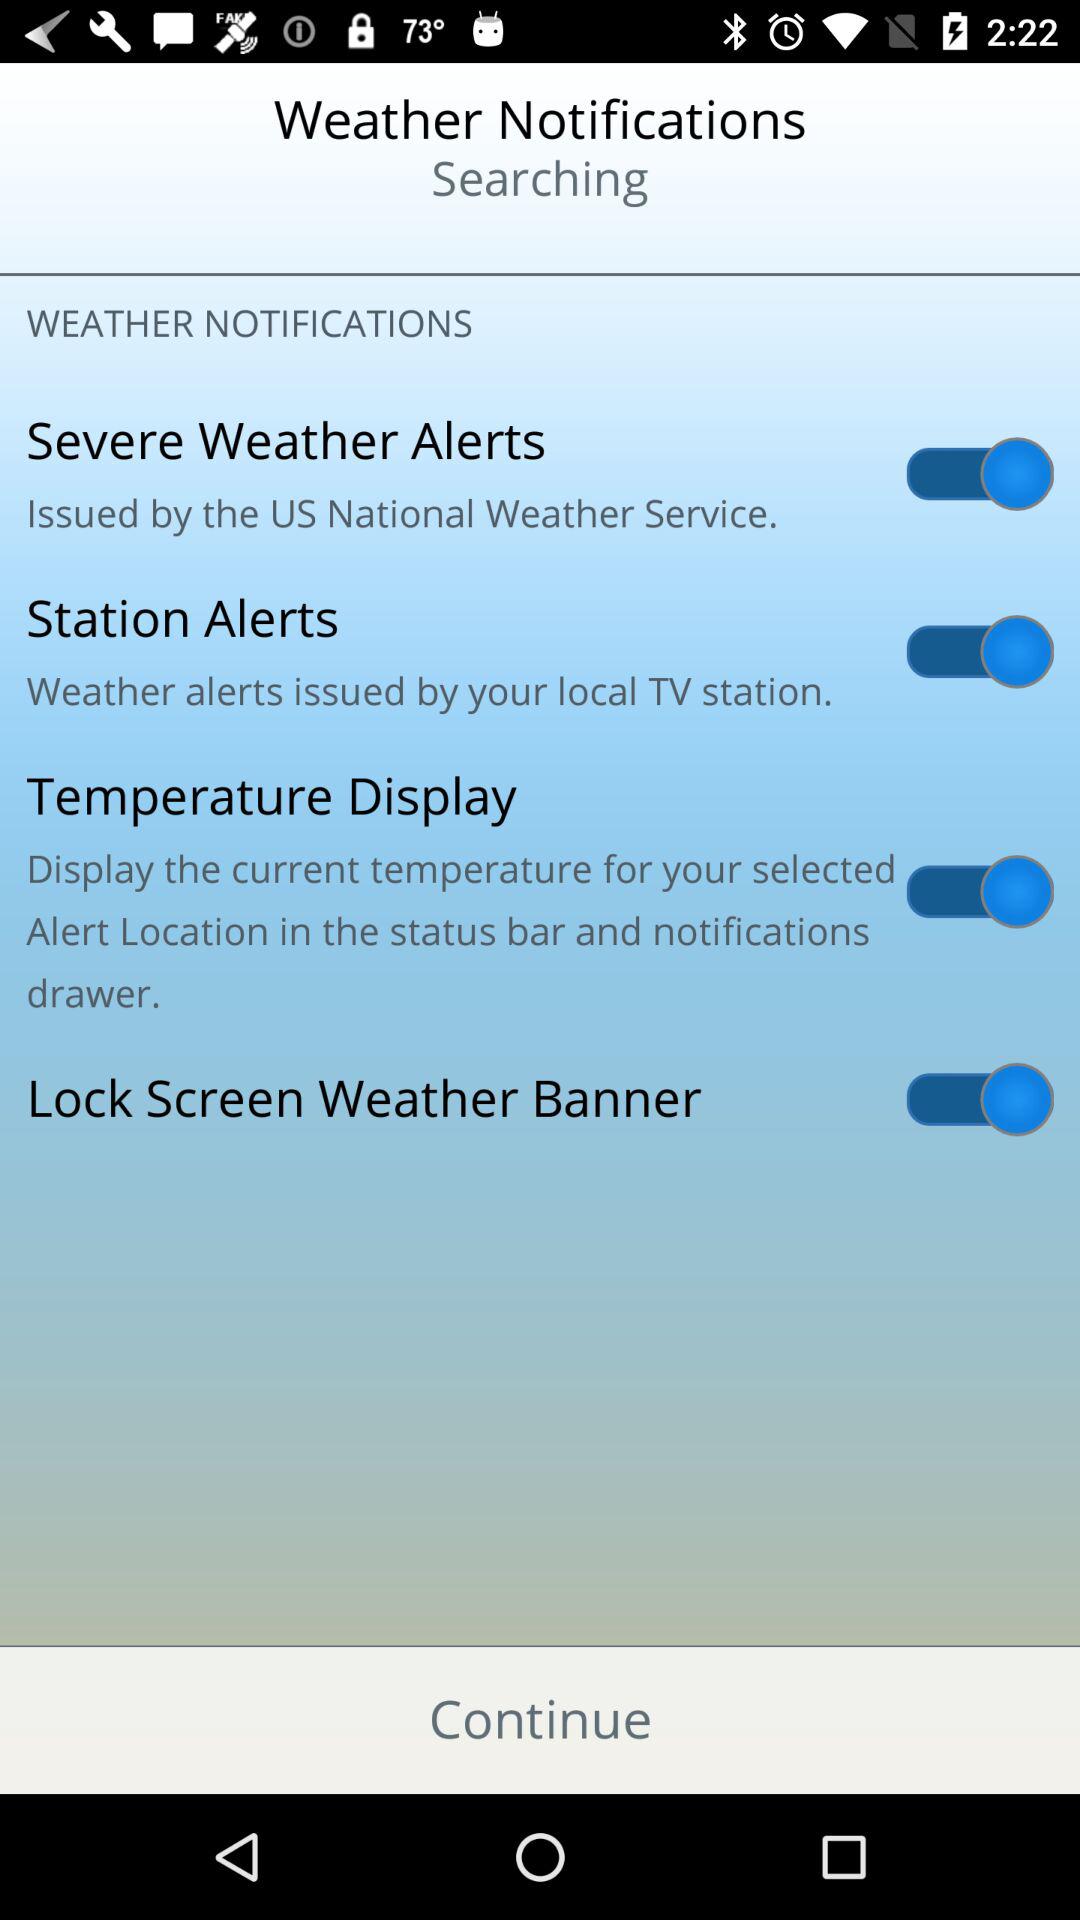 FAKE 73° 2:22
Weather Notifications
Searching
WEATHER NOTIFICATIONS
Severe Weather Alerts
Issued by the US National Weather Service.
Station Alerts
Weather alerts issued by your local TV station.
Temperature Display
Display the current temperature for your selected
Alert Location in the status bar and notifications
drawer.
Lock Screen Weather Banner
Continue